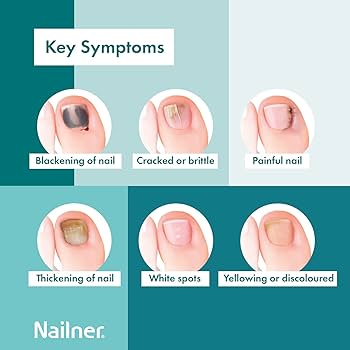 Key Symptoms
Blackening of nail
Cracked or brittle
Painful nail
Thickening of nail
White spots
Yellowing or discoloured
Nailner.